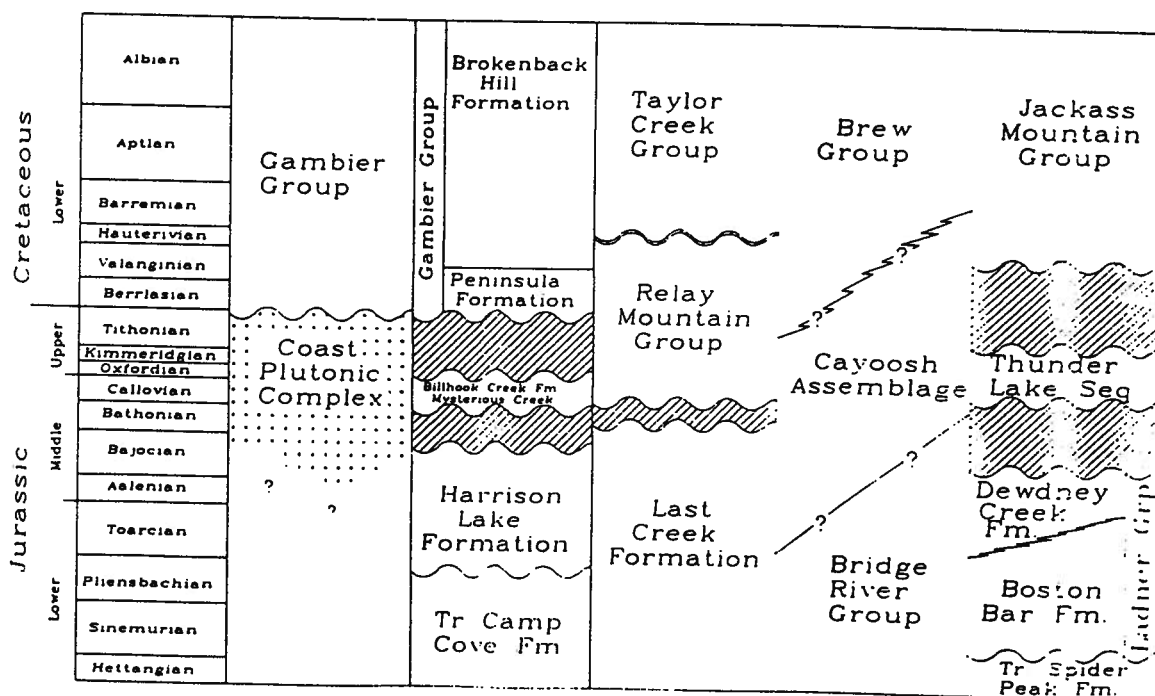 Cretaceous
Jurassic
Lower
Upper
Middle
Lower
Albian
Aptian
Barremian
Hauterivian
Valanginian
Berriasian
Tithonian
Kimmeridgian
Oxfordian
Callovian
Bathonian
Bajocian
Aalenian
Toarcian
Pliensbachian
Sinemurian
Hettangian
Gambier
Group
Coast
Plutonic
Complex
?
?
Gambier Group
Brokenback
Hill
Formation
Peninsula
Formation
Billhook Creek Fm
Mysterious Creek
Harrison
Lake
Formation
Tr Camp
Cove Fm
Taylor
Creek
Group
Relay
Mountain
Group
Last
Creek
Formation
Brew
Group
?
?
Cayoosh
Assemblage
?
?
Bridge
River
Group
Jackass
Mountain
Group
Thunder
Lake Seq
Dewdney
Creek
Fm.
Boston
Bar Fm.
Ladner Grp
Tr Spider
Peak Fm.